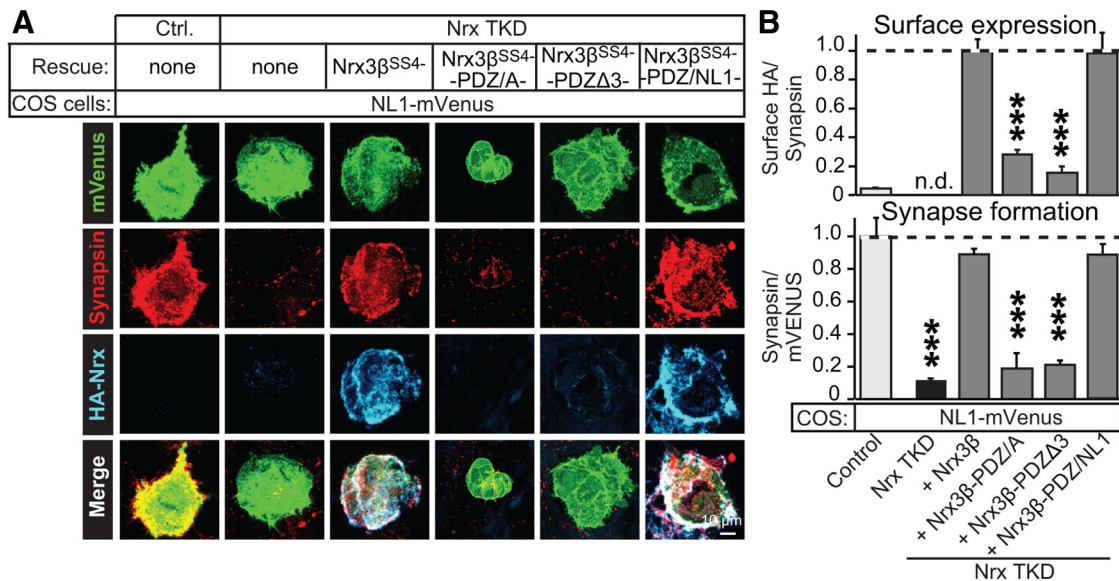 A
Ctrl.
Nrx TKD
Rescue:
none
none
Nrx3βSS4-
Nrx3βSS4-
-PDZ/A-
Nrx3βSS4-
-PDZΔ3-
Nrx3βSS4-
-PDZ/NL1-
COS cells:
NL1-mVenus
mVenus
Synapsin
HA-Nrx
Merge
10 μm
B
Surface expression
Surface HA/
Synapsin
1.0
0.8
0.6
0.4
0.2
0
n.d.
***
***
Synapse formation
Synapsin/
mVENUS
1.0
0.8
0.6
0.4
0.2
0
***
***
***
COS:
NL1-mVenus
Control
Nrx TKD
+ Nrx3β
+ Nrx3β-PDZ/A
+ Nrx3β-PDZΔ3
+ Nrx3β-PDZ/NL1
Nrx TKD